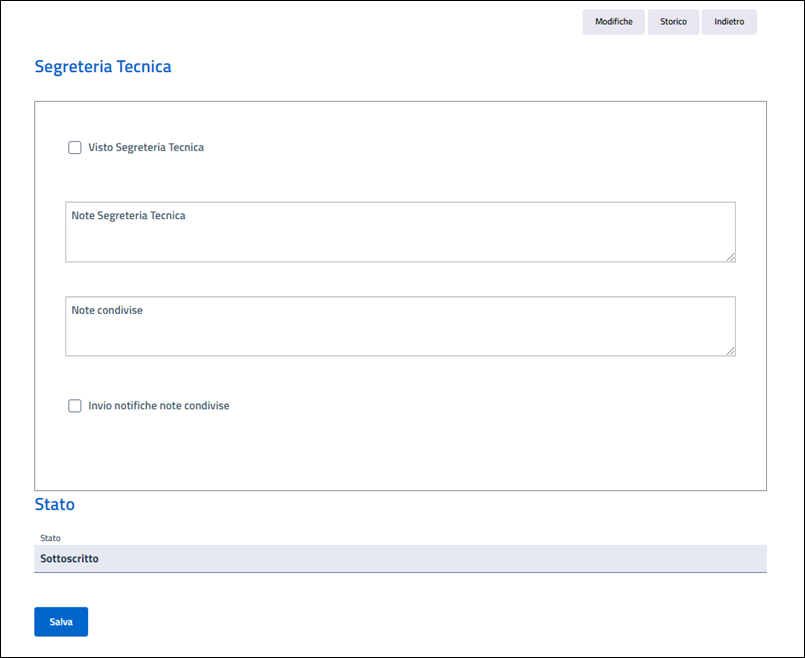 Modifiche Storico Indietro
Segreteria Tecnica
Visto Segreteria Tecnica
Note Segreteria Tecnica
Note condivise
Invio notifiche note condivise
Stato
Stato
Sottoscritto
Salva